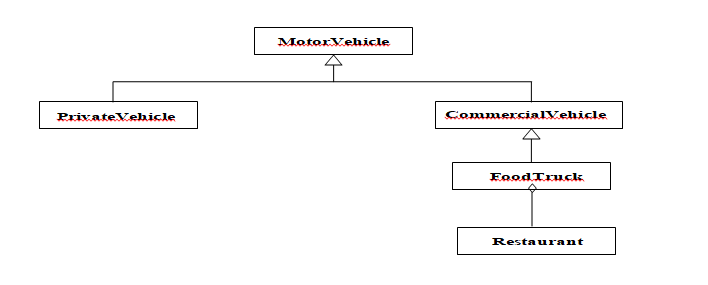 MotorVehicle
PrivateVehicle
CommercialVehicle
FoodTruck
Restaurant